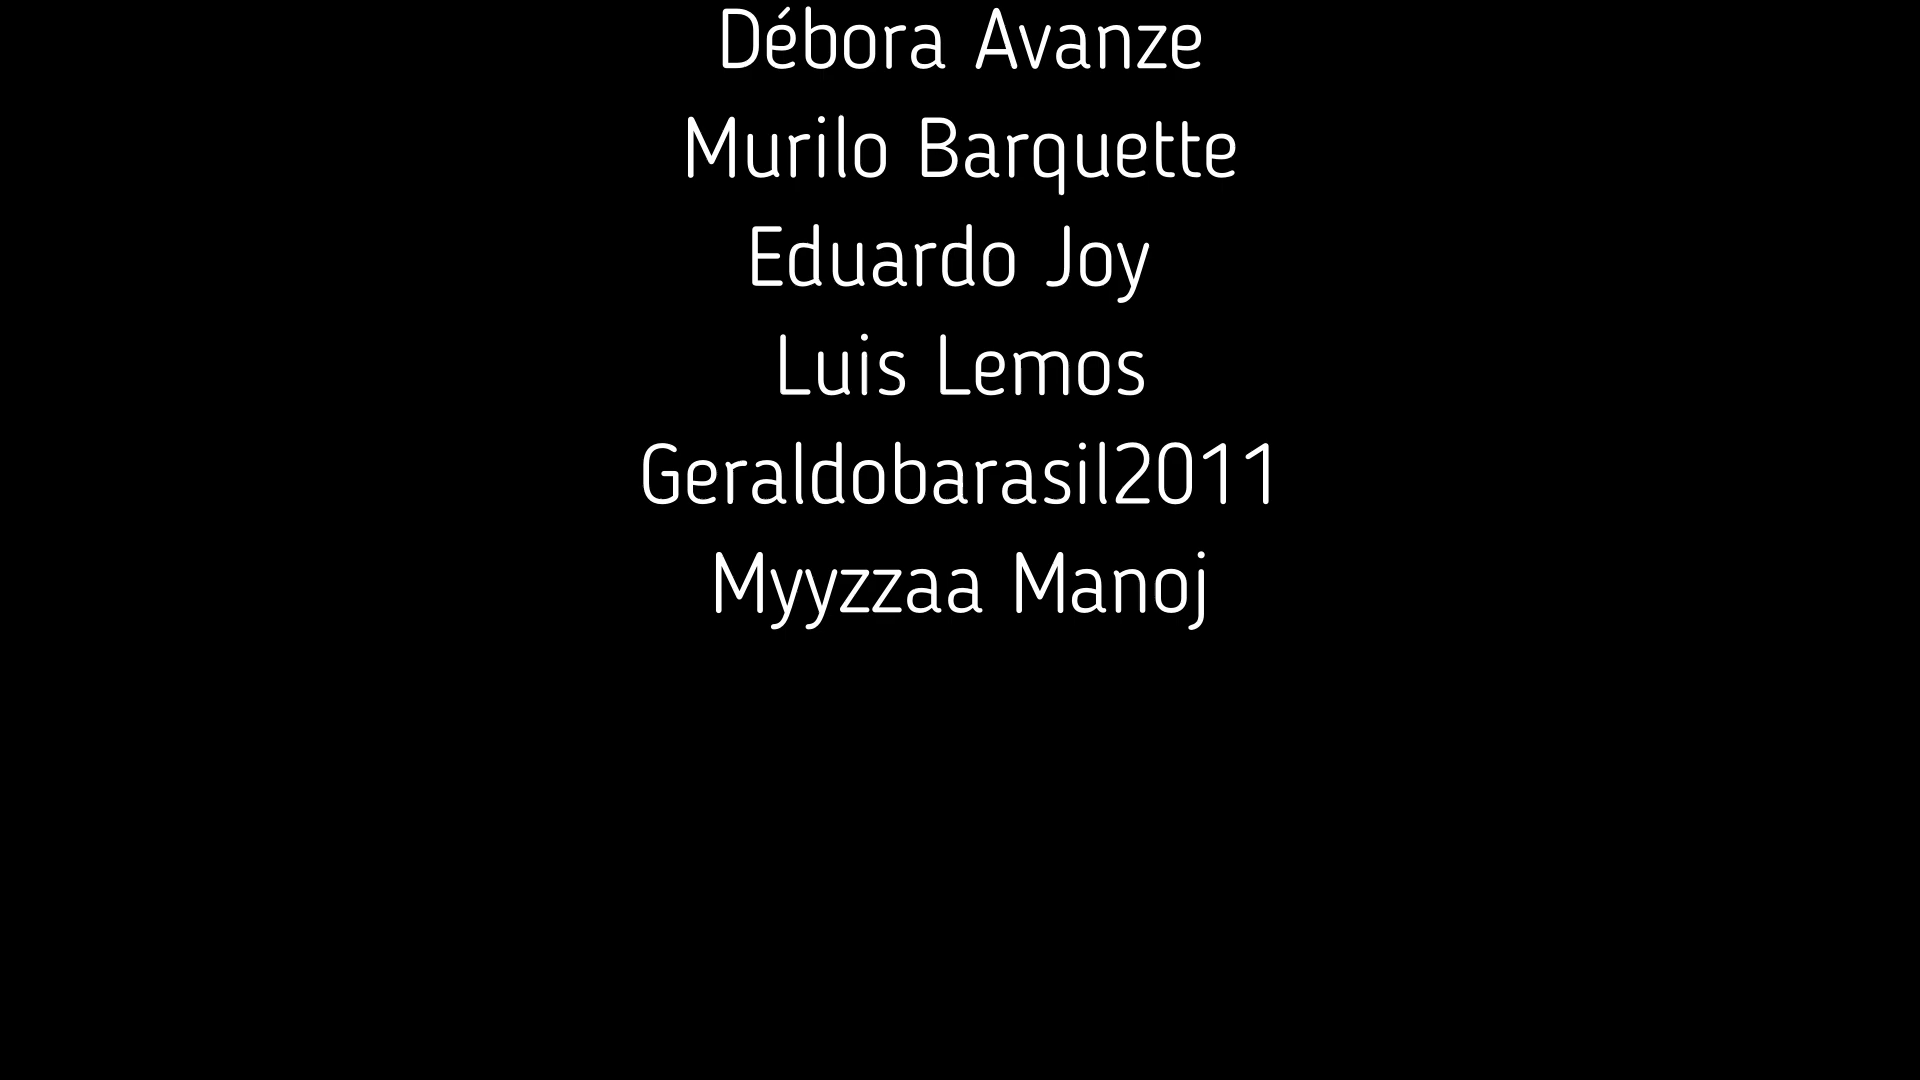 Débora Avanze
Murilo Barquette
Eduardo Joy
Luis Lemos
Geraldobarasil2011
Myyzzaa Manoj